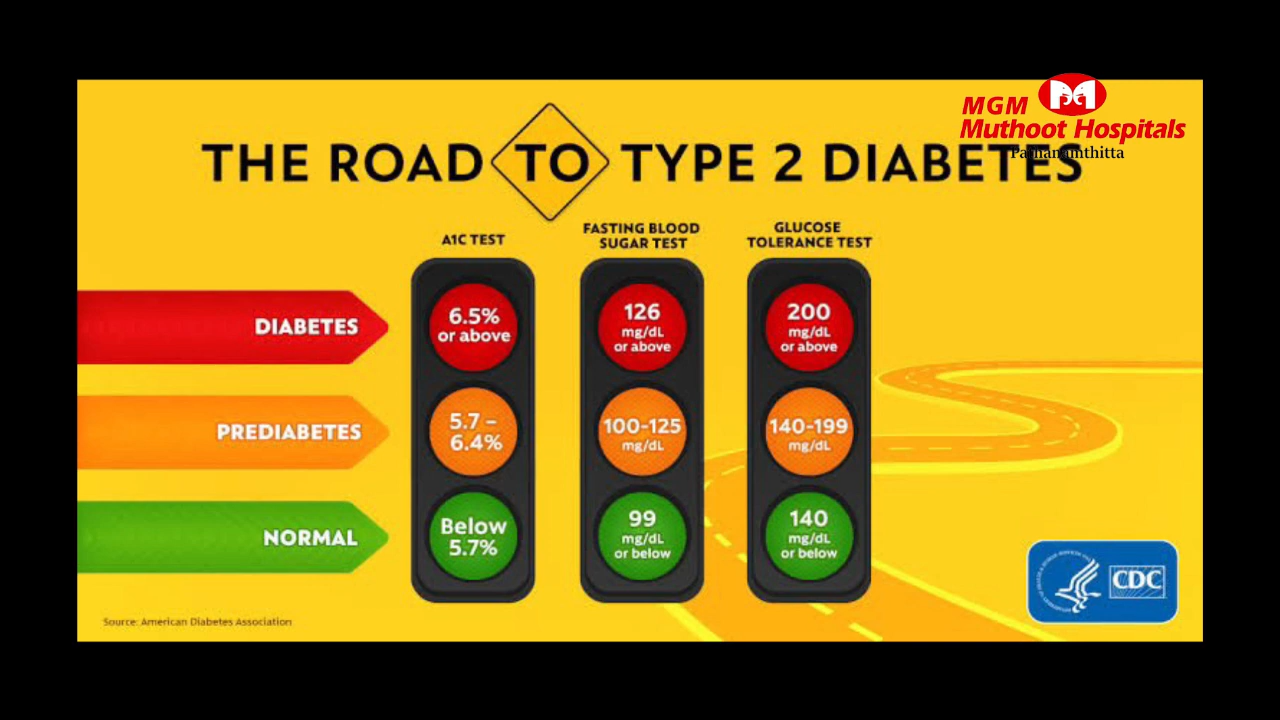 MGM
Muthoot Hospitals
Pathanamthitta
THE ROAD TO TYPE 2 DIABETES
A1C TEST
FASTING BLOOD
SUGAR TEST
GLUCOSE
TOLERANCE TEST
DIABETES
6.5%
or above
126
mg/dL
or above
200
mg/dL
or above
PREDIABETES
5.7 –
6.4%
100-125
mg/dL
140-199
mg/dL
NORMAL
Below
5.7%
99
mg/dL
or below
140
mg/dL
or below
CDC
Source: American Diabetes Association